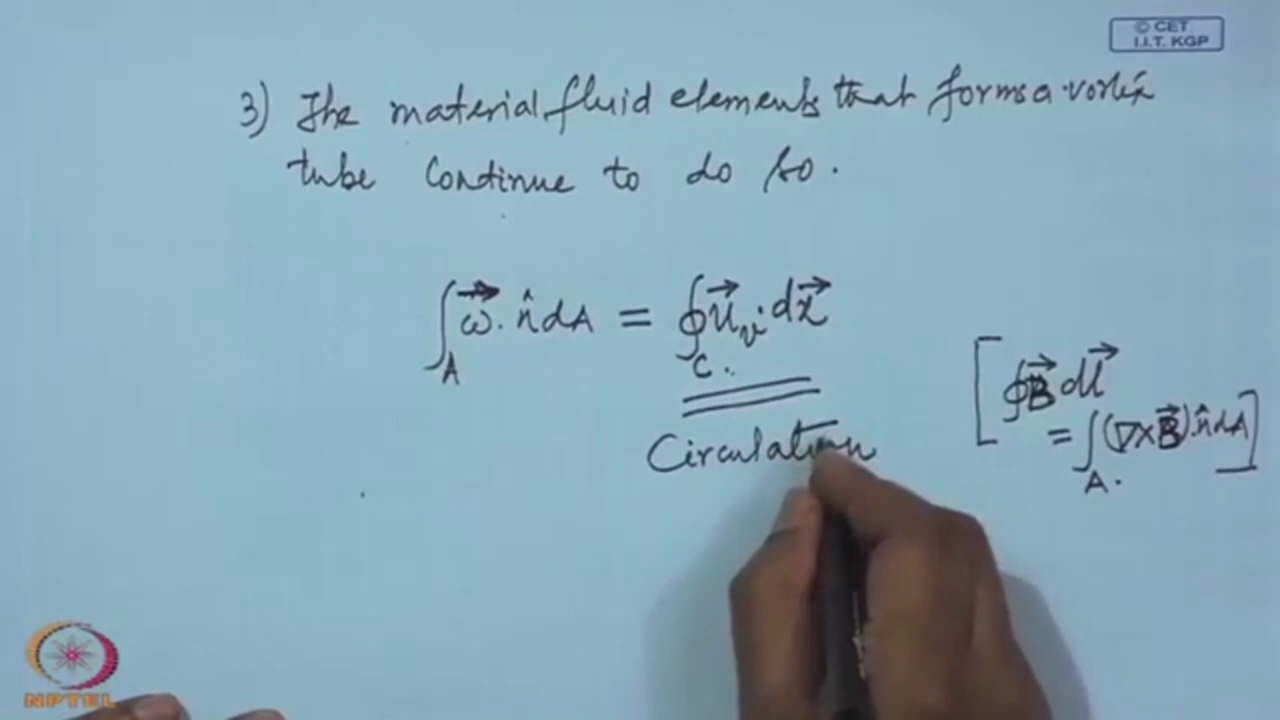 © CET
I.I.T. KGP
3) The material fluid elements that forms a vortex
tube continue to do so.
∫_A ω⃗ . n̂ dA = ∮_C u⃗_v . dx⃗
Circulation
[∮ B⃗ dl⃗
= ∫_A. (∇×B⃗).n̂ dA]
NPTEL